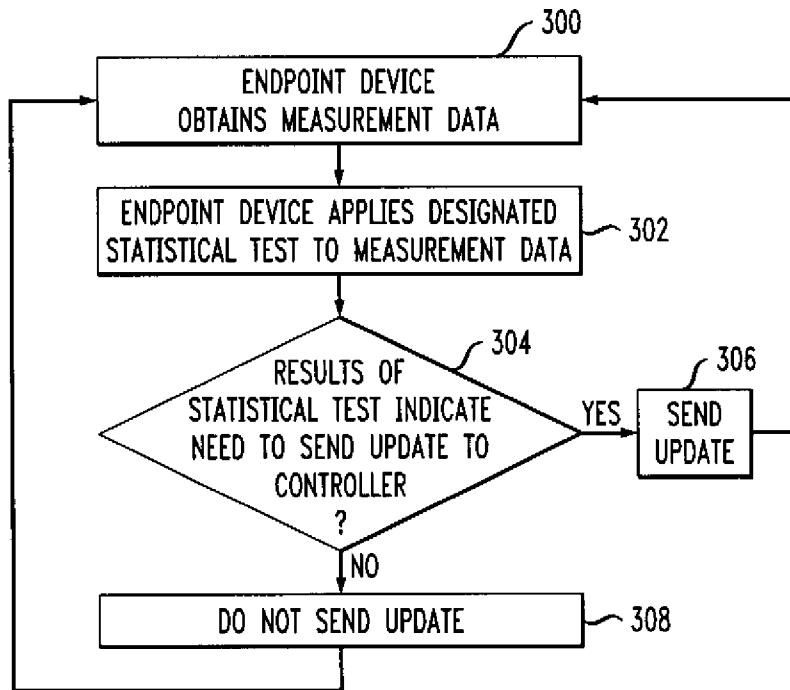 300
ENDPOINT DEVICE
OBTAINS MEASUREMENT DATA
ENDPOINT DEVICE APPLIES DESIGNATED
STATISTICAL TEST TO MEASUREMENT DATA
302
304
RESULTS OF
STATISTICAL TEST INDICATE
NEED TO SEND UPDATE TO
CONTROLLER
?
YES
306
SEND
UPDATE
NO
DO NOT SEND UPDATE
308